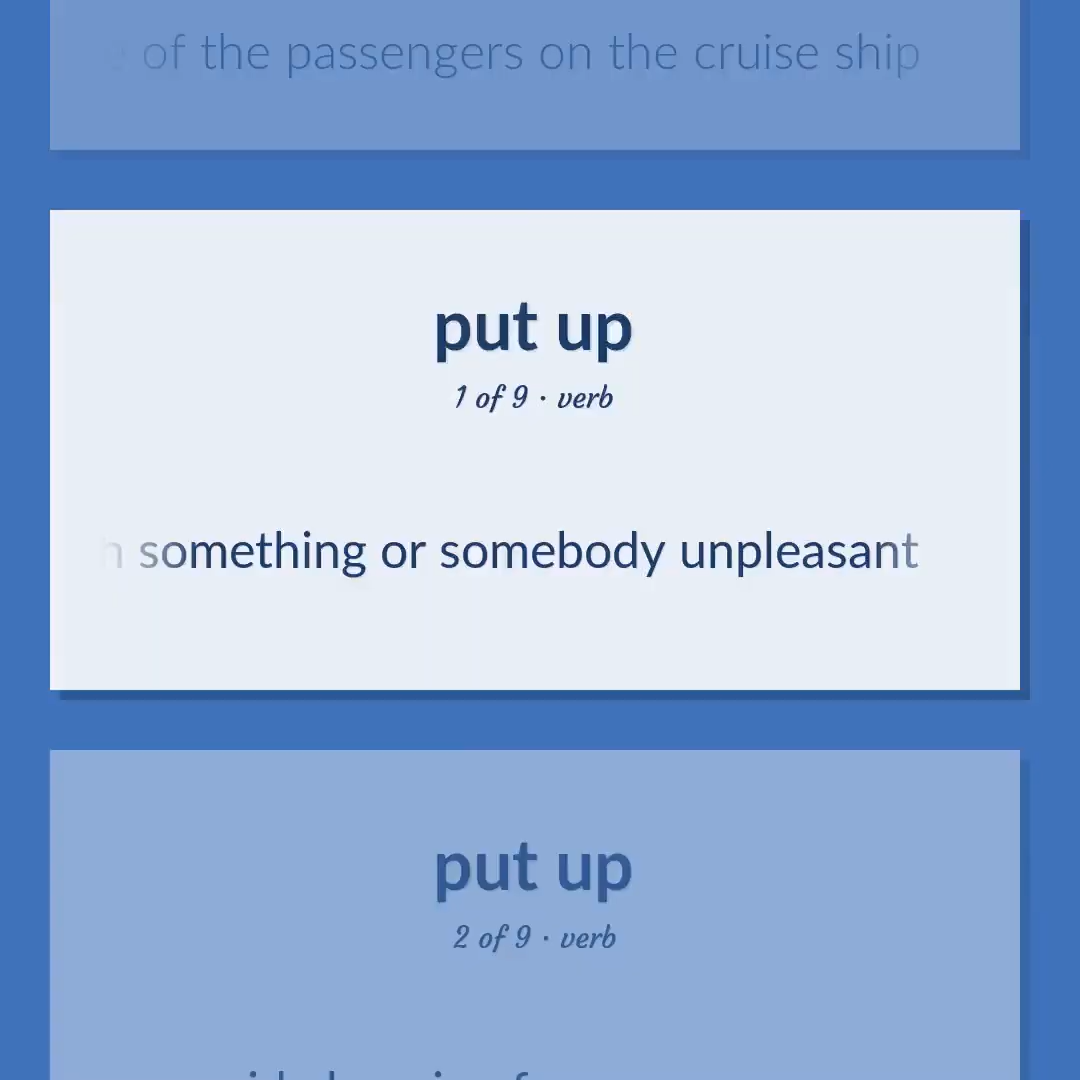 of the passengers on the cruise ship
put up
1 of 9 · verb
something or somebody unpleasant
put up
2 of 9 · verb